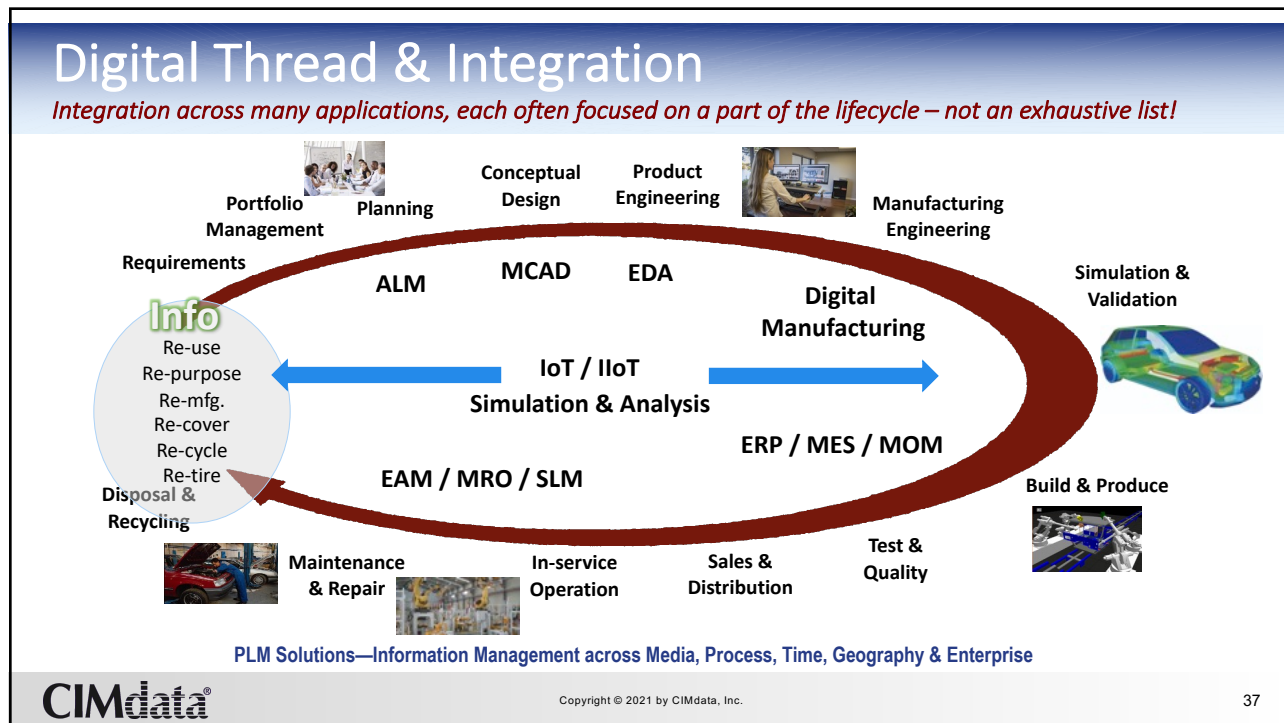 Digital Thread & Integration
Integration across many applications, each often focused on a part of the lifecycle – not an exhaustive list!
Requirements
Portfolio
Management
Planning
Conceptual
Design
Product
Engineering
Manufacturing
Engineering
Simulation &
Validation
ALM
MCAD
EDA
Digital
Manufacturing
Info
Re-use
Re-purpose
Re-mfg.
Re-cover
Re-cycle
Re-tire
IoT / IIoT
Simulation & Analysis
ERP / MES / MOM
EAM / MRO / SLM
Disposal &
Recycling
Maintenance
& Repair
In-service
Operation
Sales &
Distribution
Test &
Quality
Build & Produce
PLM Solutions—Information Management across Media, Process, Time, Geography & Enterprise
CIMdata®
Copyright © 2021 by CIMdata, Inc.
37